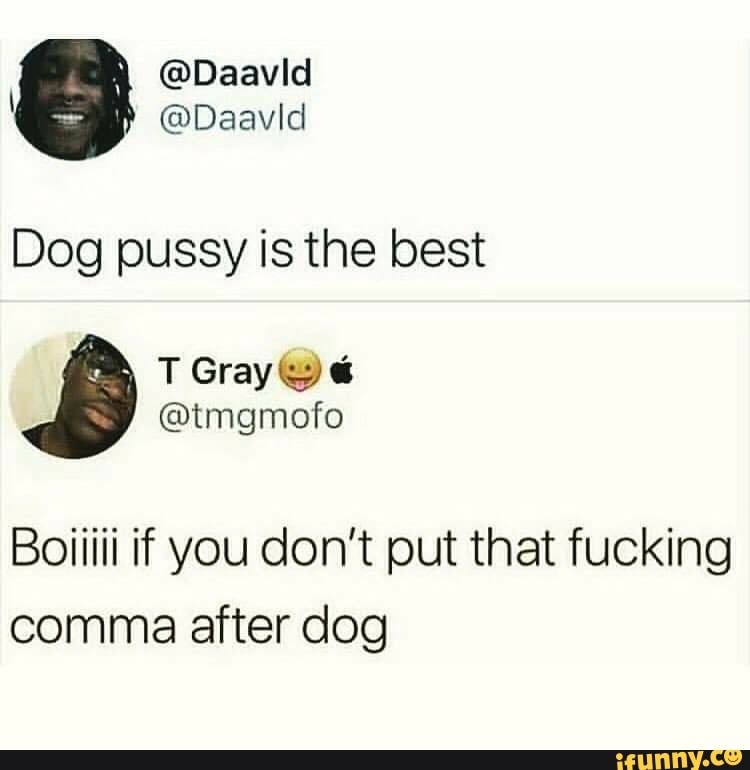 @Daavld
@Daavld
Dog pussy is the best
T Gray😛
@tmgmofo
Boiiiii if you don't put that fucking
comma after dog
ifunny.co